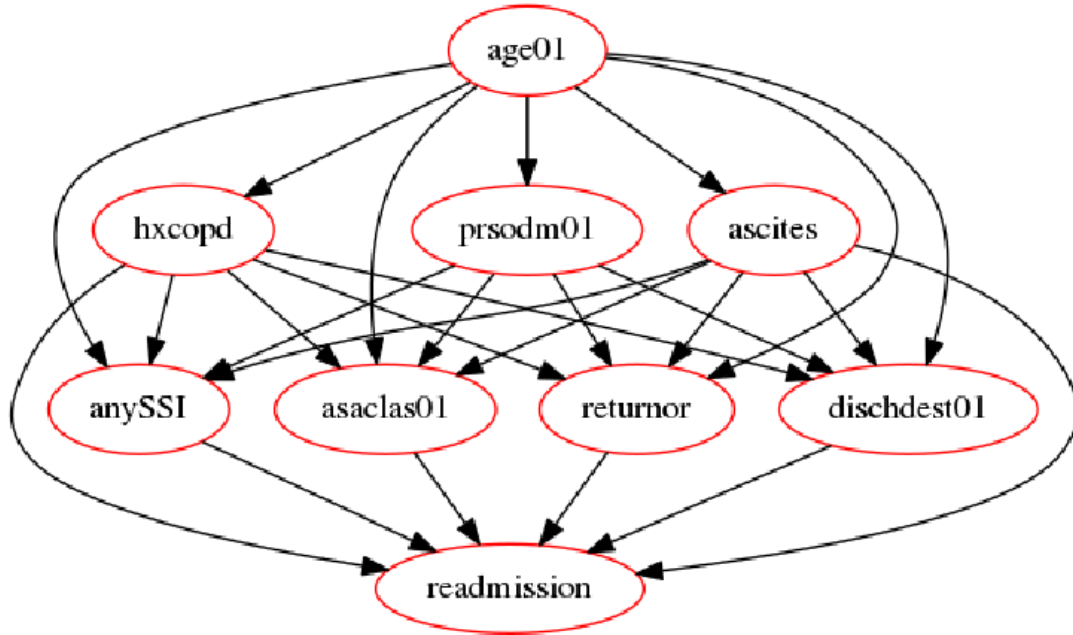 age01
hxcopd
prsodm01
ascites
anySSI
asaclas01
returnor
dischdest01
readmission